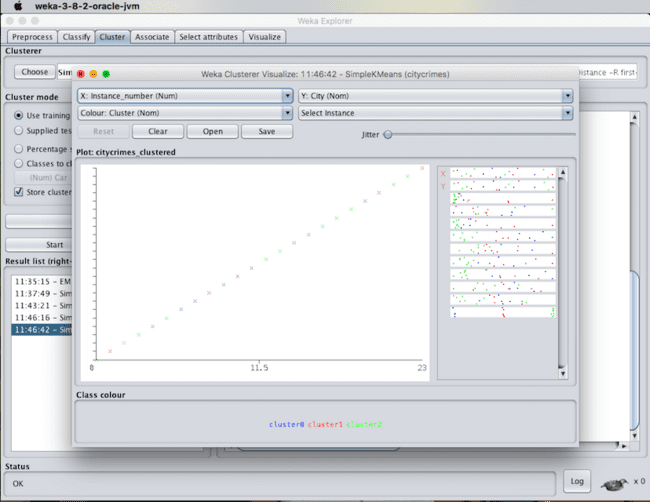 weka-3-8-2-oracle-jvm
Weka Explorer
Preprocess Classify Cluster Associate Select attributes Visualize
Clusterer
Choose
Cluster mode
Use training
Supplied tes
Percentage s
Classes to cl
(Num) Car
Store cluster
Start
Result list (right-
11:35:15 - EM
11:37:49 - Sim
11:43:21 - Sim
11:46:16 - Sim
11:46:42 - Sim
Weka Clusterer Visualize: 11:46:42 - SimpleKMeans (citycrimes)
X: Instance_number (Num) Y: City (Nom)
Colour: Cluster (Nom) Select Instance
Reset Clear Open Save Jitter
Plot: citycrimes_clustered
X
Y
0 11.5 23
Class colour
cluster0 cluster1 cluster2
Status
OK
Log
x 0